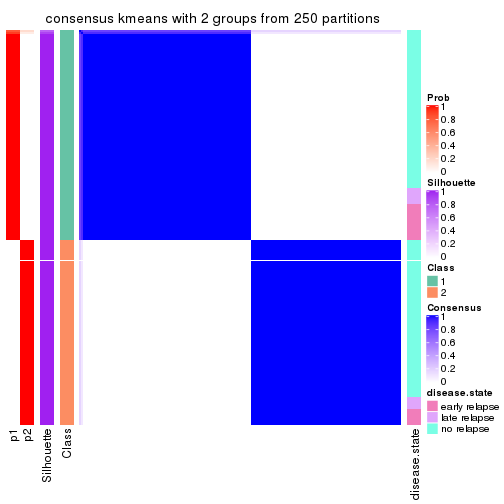 consensus kmeans with 2 groups from 250 partitions
Prob
1
0.8
0.6
0.4
0.2
0
Silhouette
1
0.8
0.6
0.4
0.2
0
Class
1
2
Consensus
1
0.8
0.6
0.4
0.2
0
disease.state
early relapse
late relapse
no relapse
p1
p2
Silhouette
Class
disease.state